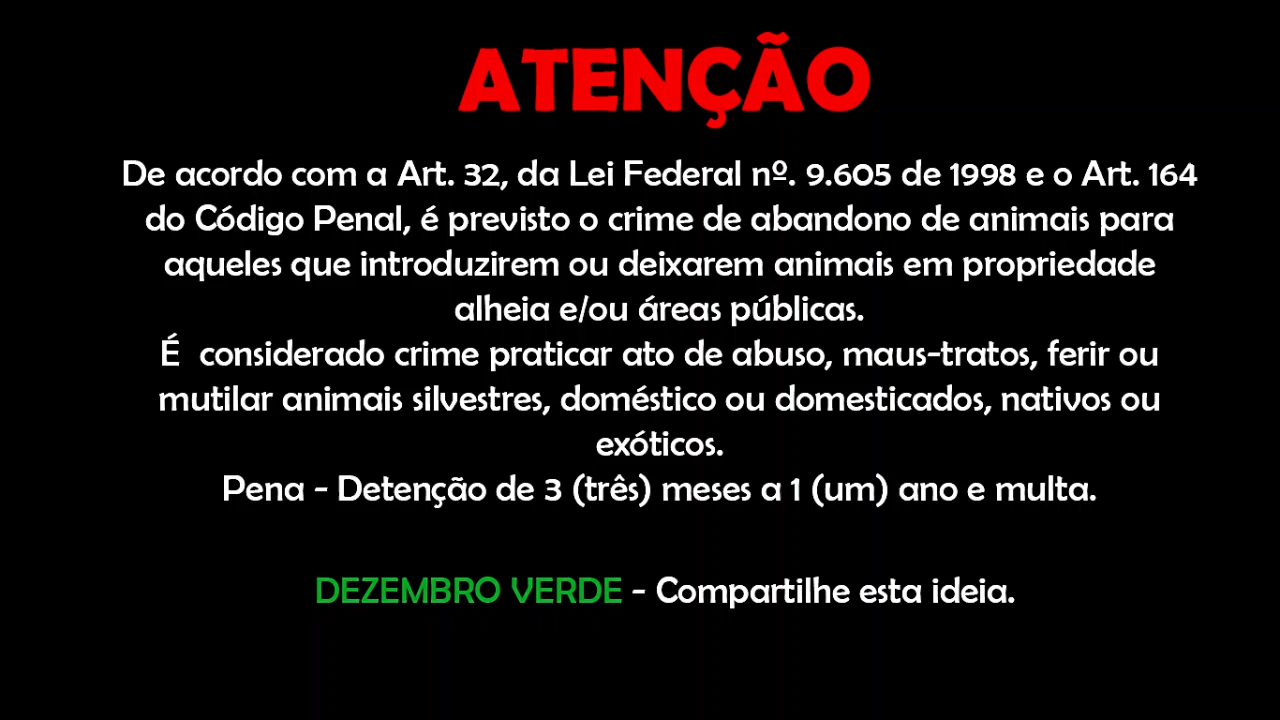 ATENÇÃO
De acordo com a Art. 32, da Lei Federal nº. 9.605 de 1998 e o Art. 164
do Código Penal, é previsto o crime de abandono de animais para
aqueles que introduzirem ou deixarem animais em propriedade
alheia e/ou áreas públicas.
É considerado crime praticar ato de abuso, maus-tratos, ferir ou
mutilar animais silvestres, doméstico ou domesticados, nativos ou
exóticos.
Pena - Detenção de 3 (três) meses a 1 (um) ano e multa.
DEZEMBRO VERDE - Compartilhe esta ideia.